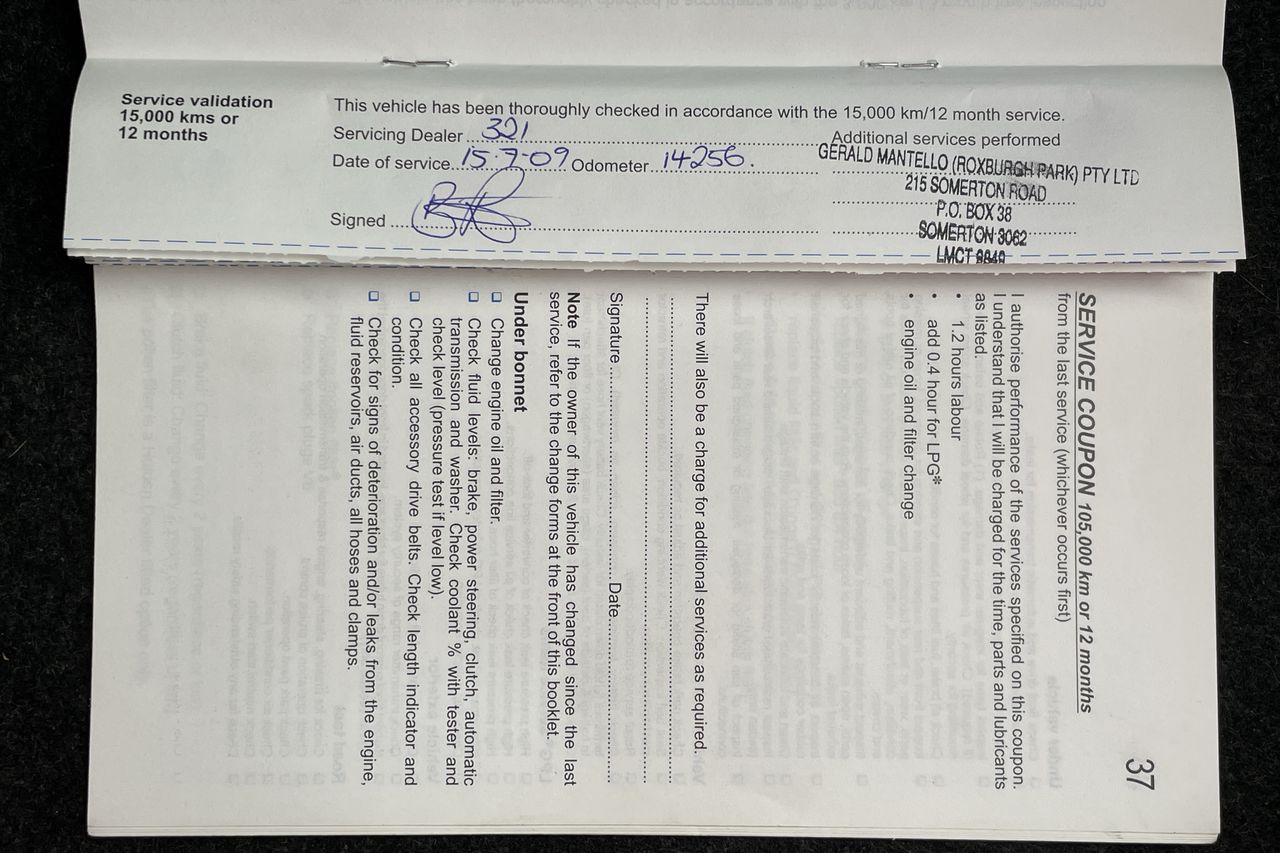 Service validation
15,000 kms or
12 months
This vehicle has been thoroughly checked in accordance with the 15,000 km/12 month service.
Servicing Dealer 321
Additional services performed
Date of service 15-7-09 Odometer 14256.
Signed
GERALD MANTELLO (ROXBURGH PARK) PTY LTD
215 SOMERTON ROAD
P.O. BOX 38
SOMERTON 3062
LMCT 9849
37
SERVICE COUPON 105,000 km or 12 months
from the last service (whichever occurs first)
I authorise performance of the services specified on this coupon.
I understand that I will be charged for the time, parts and lubricants
as listed.
• 1.2 hours labour
• add 0.4 hour for LPG*
• engine oil and filter change
There will also be a charge for additional services as required.
Signature Date
Note If the owner of this vehicle has changed since the last
service, refer to the change forms at the front of this booklet.
Under bonnet
❑ Change engine oil and filter.
❑ Check fluid levels: brake, power steering, clutch, automatic
transmission and washer. Check coolant % with tester and
check level (pressure test if level low).
❑ Check all accessory drive belts. Check length indicator and
condition.
❑ Check for signs of deterioration and/or leaks from the engine,
fluid reservoirs, air ducts, all hoses and clamps.